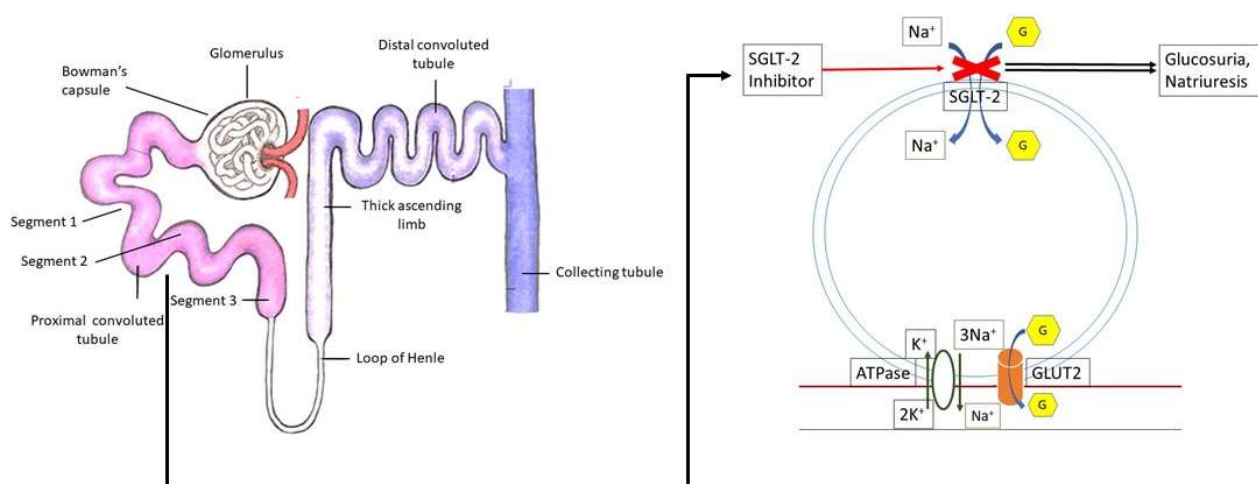 Glomerulus
Bowman's
capsule
Distal convoluted
tubule
Segment 1
Segment 2
Segment 3
Proximal convoluted
tubule
Thick ascending
limb
Collecting tubule
Loop of Henle
SGLT-2
Inhibitor
Na⁺
G
SGLT-2
Glucosuria,
Natriuresis
Na⁺
G
K⁺
3Na⁺
G
ATPase
GLUT2
2K⁺
Na⁺
G